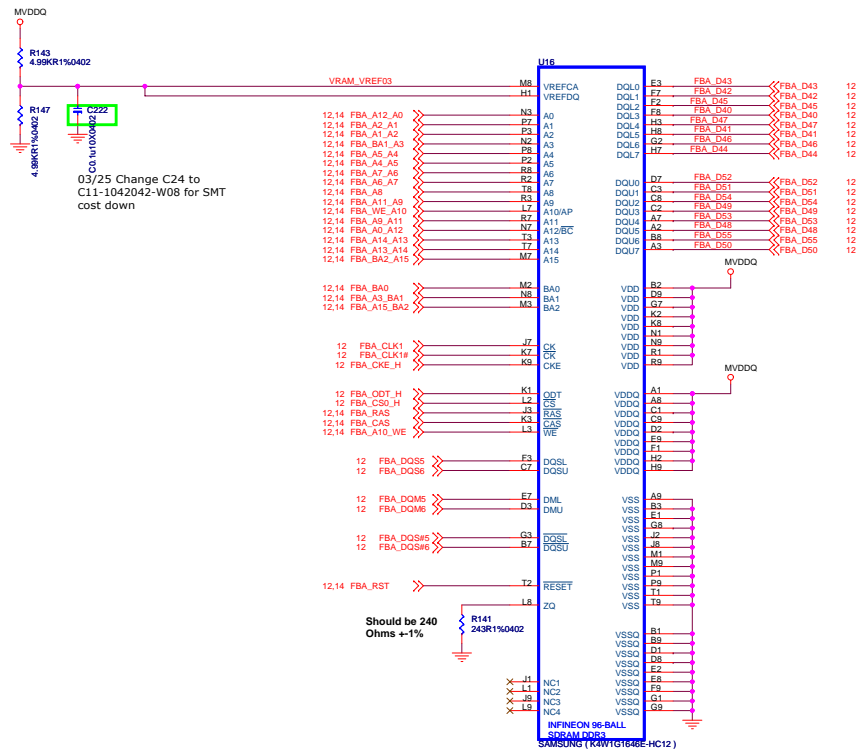 MVDDQ
R143
4.99KR1%0402
VRAM_VREF03
R147
4.99KR1%0402
C222
C0.1u10X0402
03/25 Change C24 to
C11-1042042-W08 for SMT
cost down
U16
M8 VREFCA
H1 VREFDQ
12,14 FBA_A12_A0 N3 A0
12,14 FBA_A2_A1 P7 A1
12,14 FBA_A1_A2 P3 A2
12,14 FBA_BA1_A3 N2 A3
12,14 FBA_A5_A4 P8 A4
12,14 FBA_A4_A5 P2 A5
12,14 FBA_A7_A6 R8 A6
12,14 FBA_A6_A7 R2 A7
12,14 FBA_A8 T8 A8
12,14 FBA_A11_A9 R3 A9
12,14 FBA_WE_A10 L7 A10/AP
12,14 FBA_A9_A11 R7 A11
12,14 FBA_A0_A12 N7 A12/BC
12,14 FBA_A14_A13 T3 A13
12,14 FBA_A13_A14 T7 A14
12,14 FBA_BA2_A15 M7 A15
12,14 FBA_BA0 M2 BA0
12,14 FBA_A3_BA1 N8 BA1
12,14 FBA_A15_BA2 M3 BA2
12 FBA_CLK1 J7 CK
12 FBA_CLK1# K7 CK
12 FBA_CKE_H K9 CKE
12 FBA_ODT_H K1 ODT
12 FBA_CS0_H L2 CS
12,14 FBA_RAS J3 RAS
12,14 FBA_CAS K3 CAS
12,14 FBA_A10_WE L3 WE
12 FBA_DQS5 F3 DQSL
12 FBA_DQS6 C7 DQSU
12 FBA_DQM5 E7 DML
12 FBA_DQM6 D3 DMU
12 FBA_DQS#5 G3 DQSL
12 FBA_DQS#6 B7 DQSU
12,14 FBA_RST T2 RESET
L8 ZQ
Should be 240
Ohms +-1%
R141
243R1%0402
J1 NC1
L1 NC2
J9 NC3
L9 NC4
DQL0 E3 FBA_D43 FBA_D43 12
DQL1 F7 FBA_D42 FBA_D42 12
DQL2 F2 FBA_D45 FBA_D45 12
DQL3 F8 FBA_D40 FBA_D40 12
DQL4 H3 FBA_D47 FBA_D47 12
DQL5 H8 FBA_D41 FBA_D41 12
DQL6 G2 FBA_D46 FBA_D46 12
DQL7 H7 FBA_D44 FBA_D44 12
DQU0 D7 FBA_D52 FBA_D52 12
DQU1 C3 FBA_D51 FBA_D51 12
DQU2 C8 FBA_D54 FBA_D54 12
DQU3 C2 FBA_D49 FBA_D49 12
DQU4 A7 FBA_D53 FBA_D53 12
DQU5 A2 FBA_D48 FBA_D48 12
DQU6 B8 FBA_D55 FBA_D55 12
DQU7 A3 FBA_D50 FBA_D50 12
MVDDQ
VDD B2
VDD D9
VDD G7
VDD K2
VDD K8
VDD N1
VDD N9
VDD R1
VDD R9
MVDDQ
VDDQ A1
VDDQ A8
VDDQ C1
VDDQ C9
VDDQ D2
VDDQ E9
VDDQ F1
VDDQ H2
VDDQ H9
VSS A9
VSS B3
VSS E1
VSS G8
VSS J2
VSS J8
VSS M1
VSS M9
VSS P1
VSS P9
VSS T1
VSS T9
VSSQ B1
VSSQ B9
VSSQ D1
VSSQ D8
VSSQ E2
VSSQ E8
VSSQ F9
VSSQ G1
VSSQ G9
INFINEON 96-BALL
SDRAM DDR3
SAMSUNG ( K4W1G1646E-HC12 )